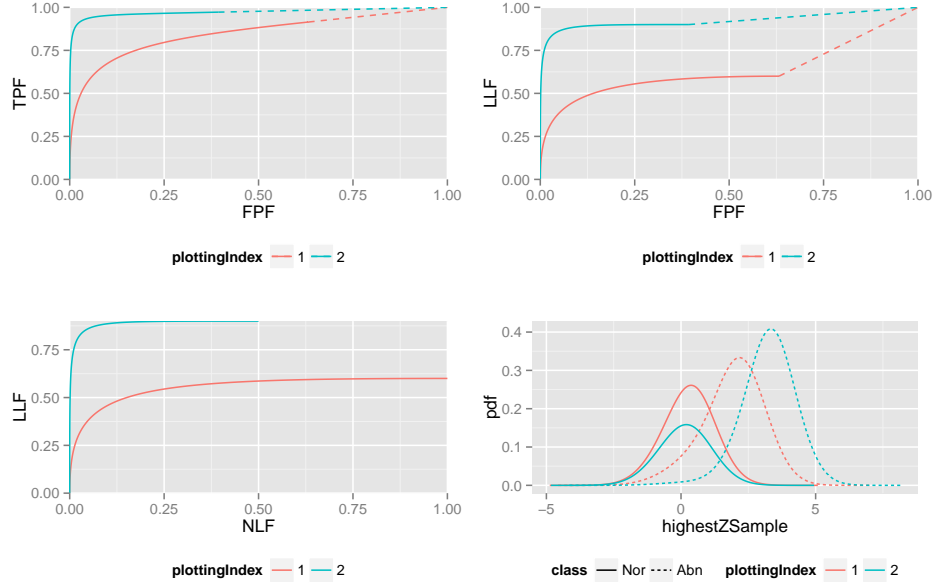 1.00
0.75
0.50
0.25
0.00
TPF
0.00 0.25 0.50 0.75 1.00
FPF
plottingIndex 1 2
1.00
0.75
0.50
0.25
0.00
LLF
0.00 0.25 0.50 0.75 1.00
FPF
plottingIndex 1 2
0.75
0.50
0.25
0.00
LLF
0.00 0.25 0.50 0.75 1.00
NLF
plottingIndex 1 2
0.4
0.3
0.2
0.1
0.0
pdf
−5 0 5
highestZSample
class Nor Abn plottingIndex 1 2